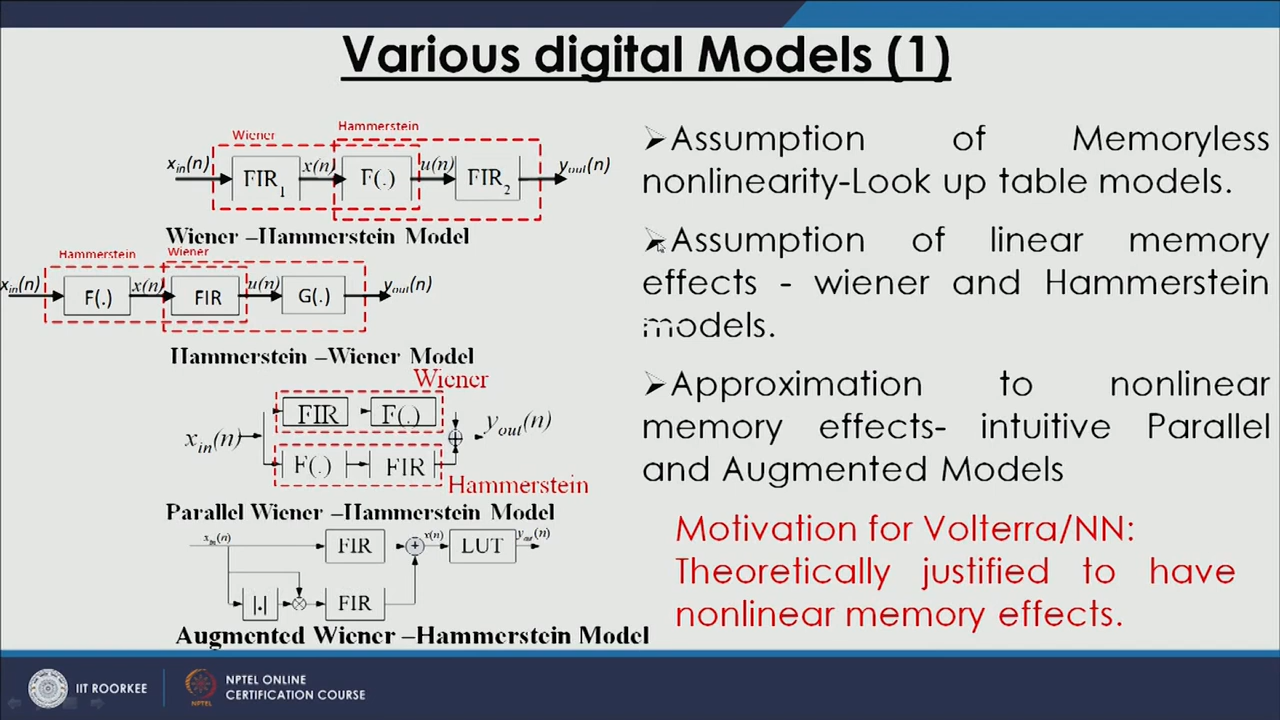 Various digital Models (1)
Wiener
Hammerstein
xin(n)
FIR1
x(n)
F(.)
u(n)
FIR2
yout(n)
Wiener –Hammerstein Model
Hammerstein
Wiener
xin(n)
F(.)
x(n)
FIR
u(n)
G(.)
yout(n)
Hammerstein –Wiener Model
Wiener
FIR
F(.)
xin(n)
yout(n)
F(.)
FIR
Hammerstein
Parallel Wiener –Hammerstein Model
xin(n)
FIR
+
x(n)
LUT
yout(n)
|.|
FIR
Augmented Wiener –Hammerstein Model
➢Assumption of Memoryless
nonlinearity-Look up table models.
➢Assumption of linear memory
effects - wiener and Hammerstein
models.
➢Approximation to nonlinear
memory effects- intuitive Parallel
and Augmented Models
Motivation for Volterra/NN:
Theoretically justified to have
nonlinear memory effects.
IIT ROORKEE
NPTEL
NPTEL ONLINE
CERTIFICATION COURSE